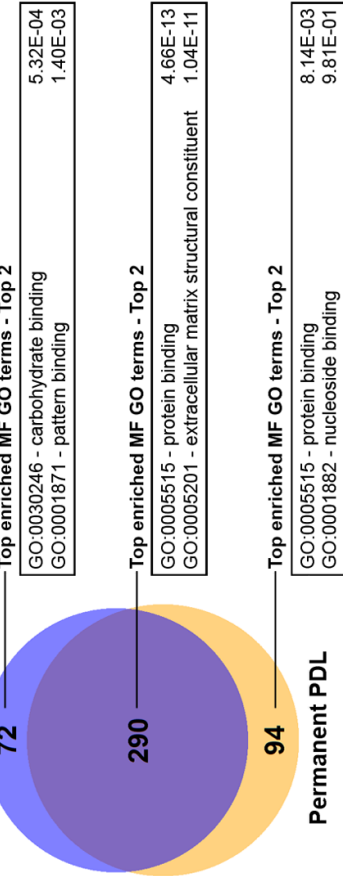 72
Top enriched MF GO terms - Top 2
GO:0030246 - carbohydrate binding 5.32E-04
GO:0001871 - pattern binding 1.40E-03
290
Top enriched MF GO terms - Top 2
GO:0005515 - protein binding 4.66E-13
GO:0005201 - extracellular matrix structural constituent 1.04E-11
94
Top enriched MF GO terms - Top 2
GO:0005515 - protein binding 8.14E-03
GO:0001882 - nucleoside binding 9.81E-01
Permanent PDL